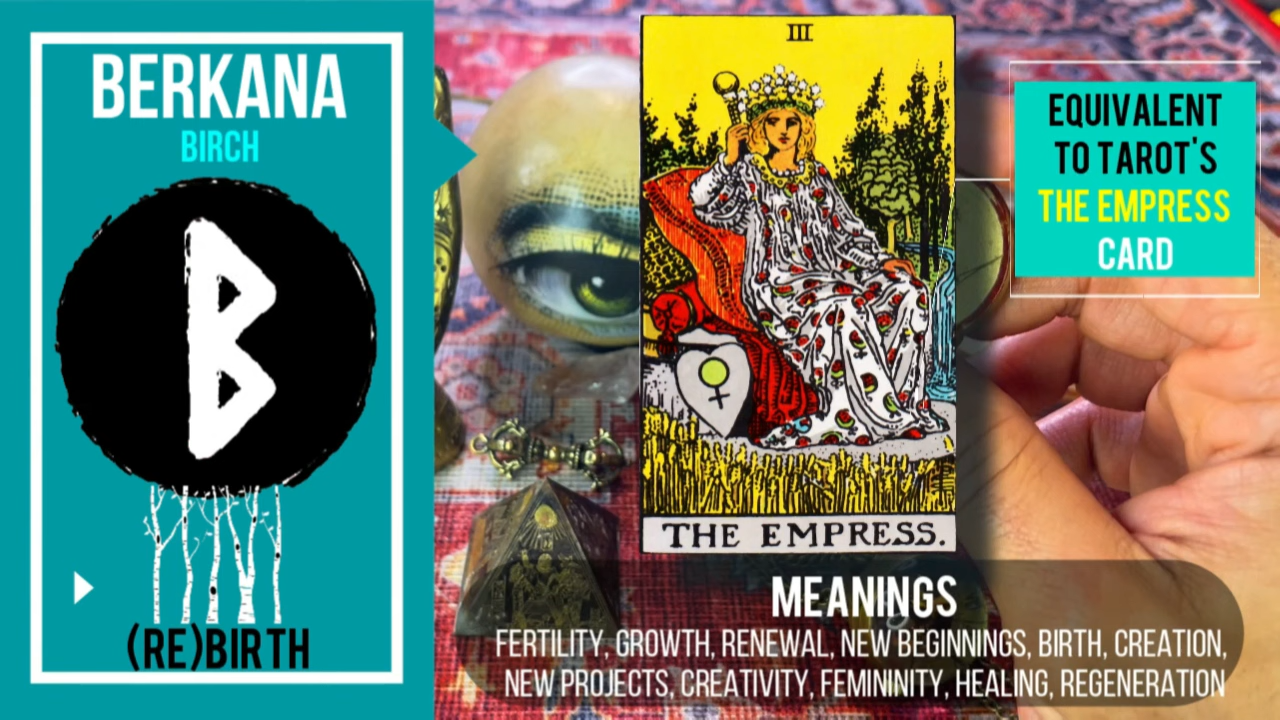 BERKANA
BIRCH
(RE)BIRTH
III
THE EMPRESS.
EQUIVALENT
TO TAROT'S
THE EMPRESS
CARD
MEANINGS
FERTILITY, GROWTH, RENEWAL, NEW BEGINNINGS, BIRTH, CREATION,
NEW PROJECTS, CREATIVITY, FEMININITY, HEALING, REGENERATION